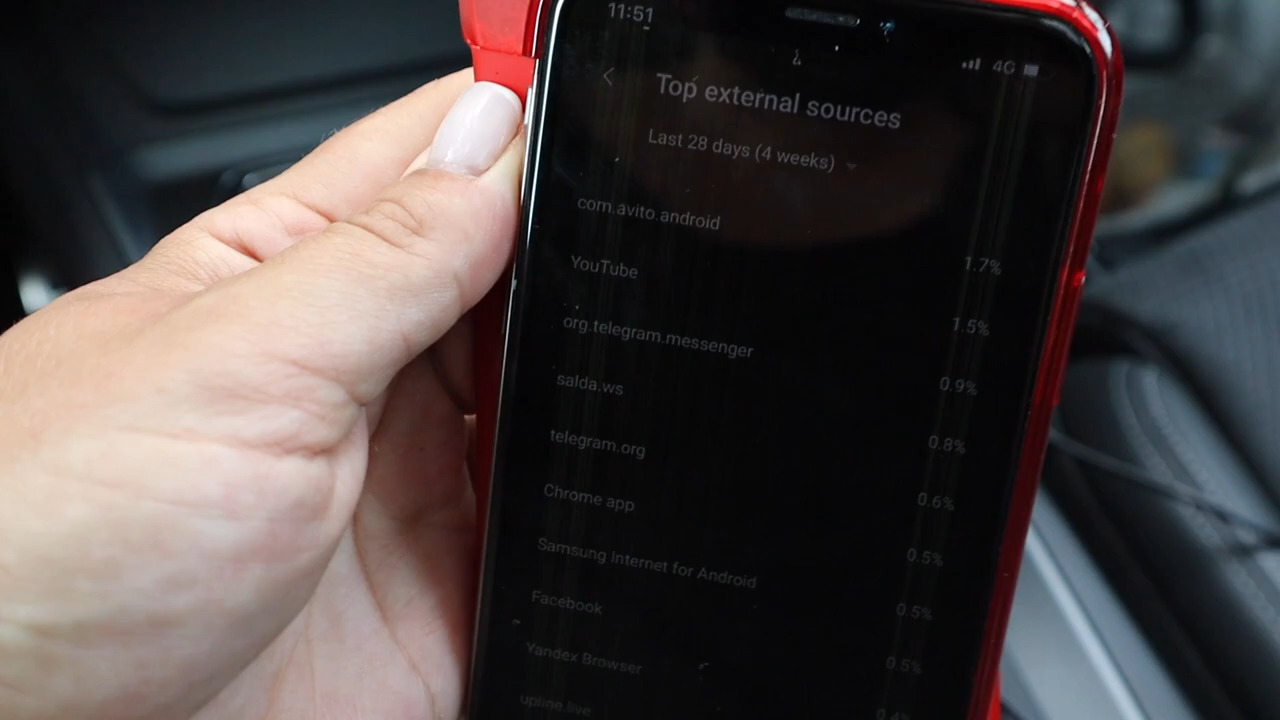 11:51
4G
Top external sources
Last 28 days (4 weeks)
com.avito.android 1.7%
YouTube 1.5%
org.telegram.messenger 0.9%
salda.ws 0.8%
telegram.org 0.6%
Chrome app 0.5%
Samsung Internet for Android 0.5%
Facebook 0.5%
Yandex Browser
upline.live